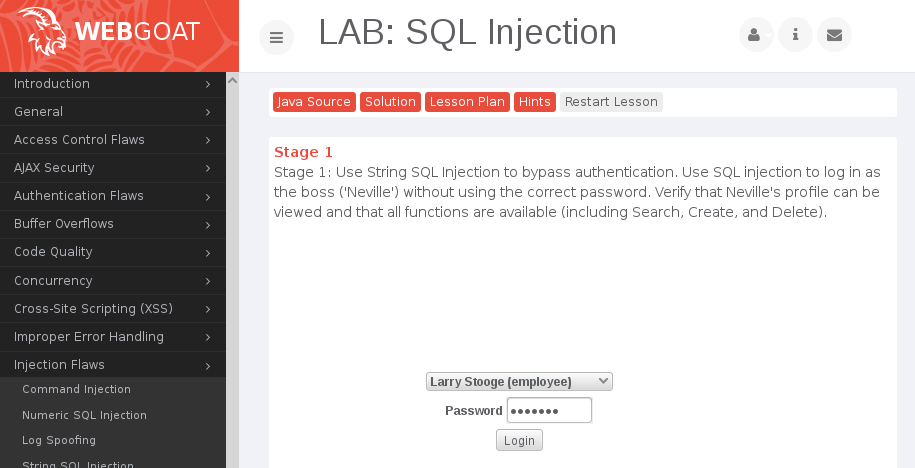 WEBGOAT
LAB: SQL Injection
Introduction
General
Access Control Flaws
AJAX Security
Authentication Flaws
Buffer Overflows
Code Quality
Concurrency
Cross-Site Scripting (XSS)
Improper Error Handling
Injection Flaws
Command Injection
Numeric SQL Injection
Log Spoofing
String SQL Injection
Java Source Solution Lesson Plan Hints Restart Lesson
Stage 1
Stage 1: Use String SQL Injection to bypass authentication. Use SQL injection to log in as
the boss ('Neville') without using the correct password. Verify that Neville's profile can be
viewed and that all functions are available (including Search, Create, and Delete).
Larry Stooge (employee)
Password •••••••
Login